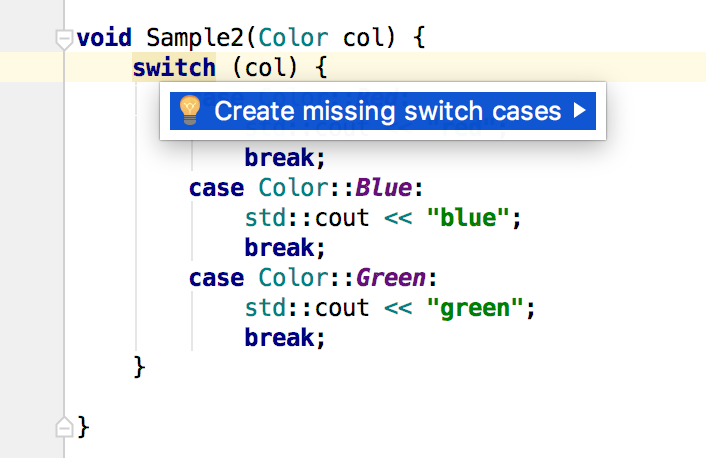 void Sample2(Color col) {
switch (col) {
Create missing switch cases
break;
case Color::Blue:
std::cout << "blue";
break;
case Color::Green:
std::cout << "green";
break;
}
}